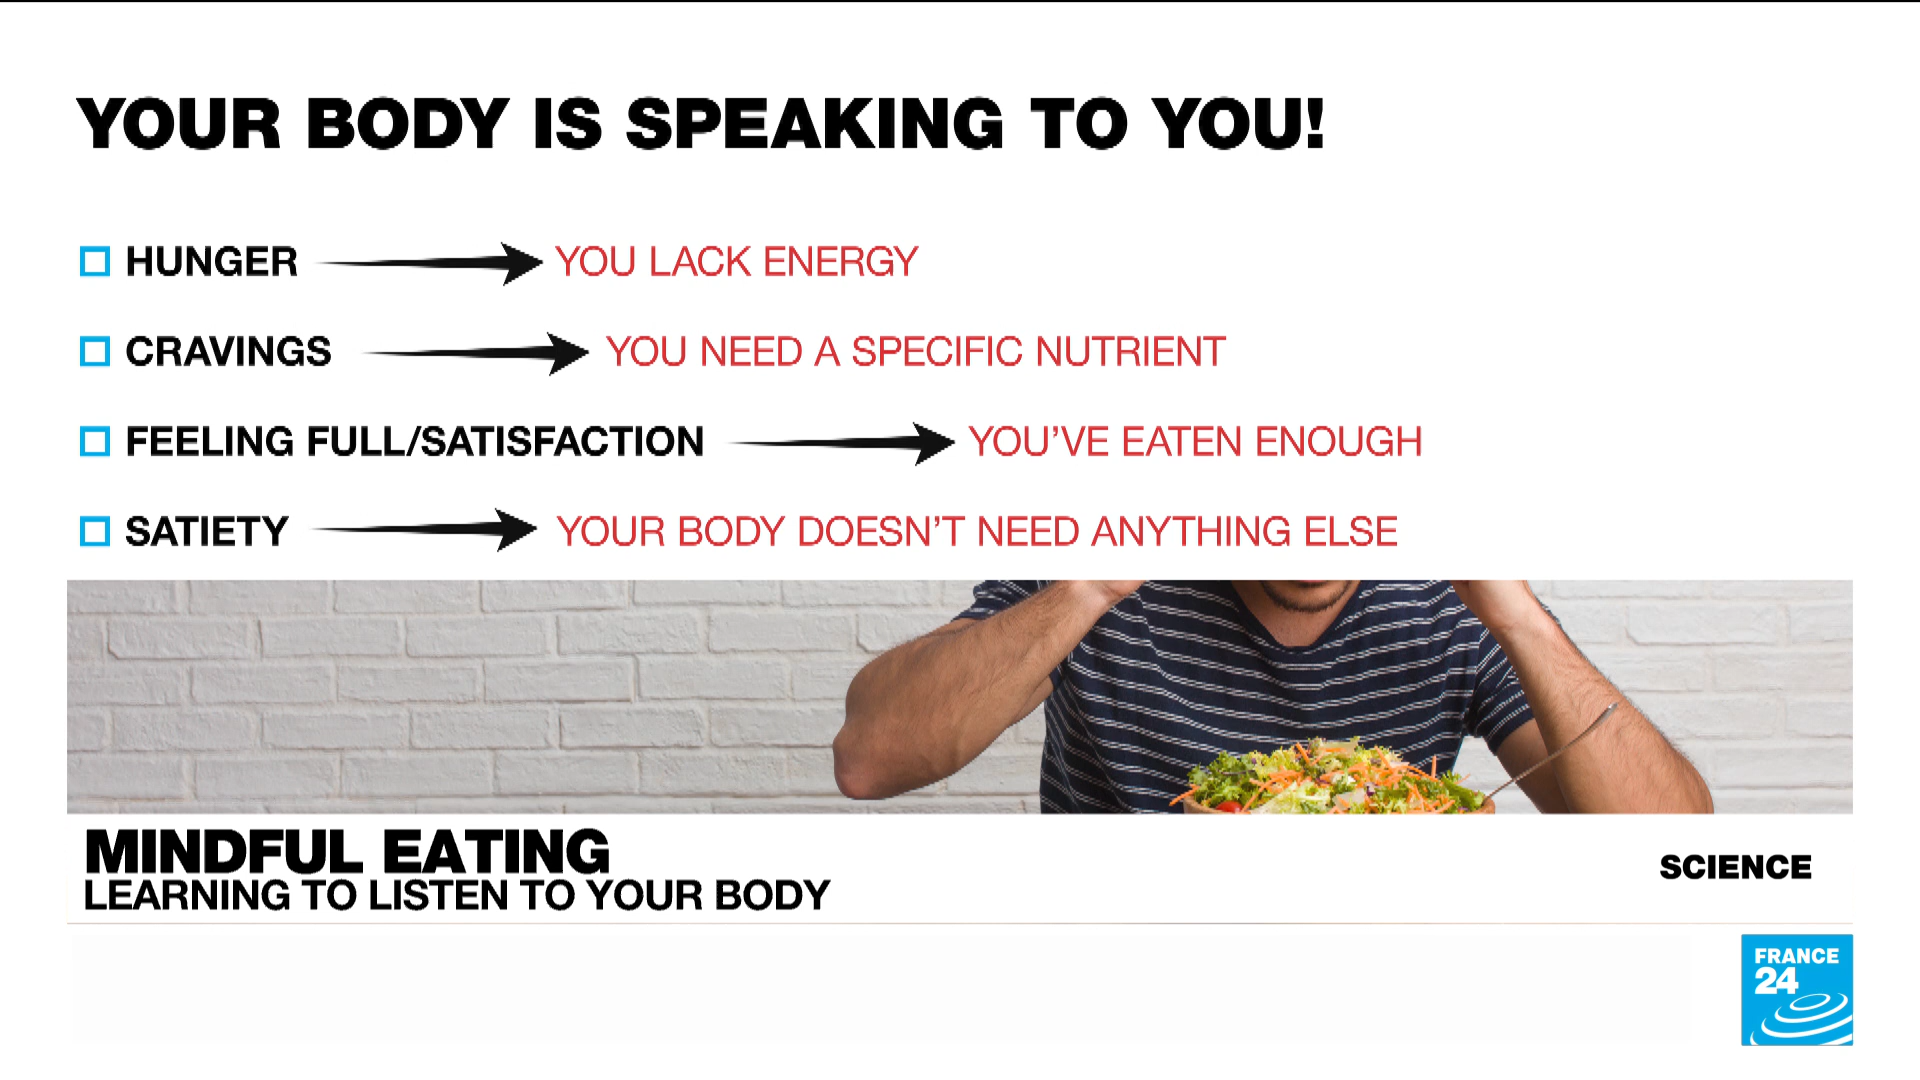 YOUR BODY IS SPEAKING TO YOU!
HUNGER YOU LACK ENERGY
CRAVINGS YOU NEED A SPECIFIC NUTRIENT
FEELING FULL/SATISFACTION YOU'VE EATEN ENOUGH
SATIETY YOUR BODY DOESN'T NEED ANYTHING ELSE
MINDFUL EATING
LEARNING TO LISTEN TO YOUR BODY
SCIENCE
FRANCE
24